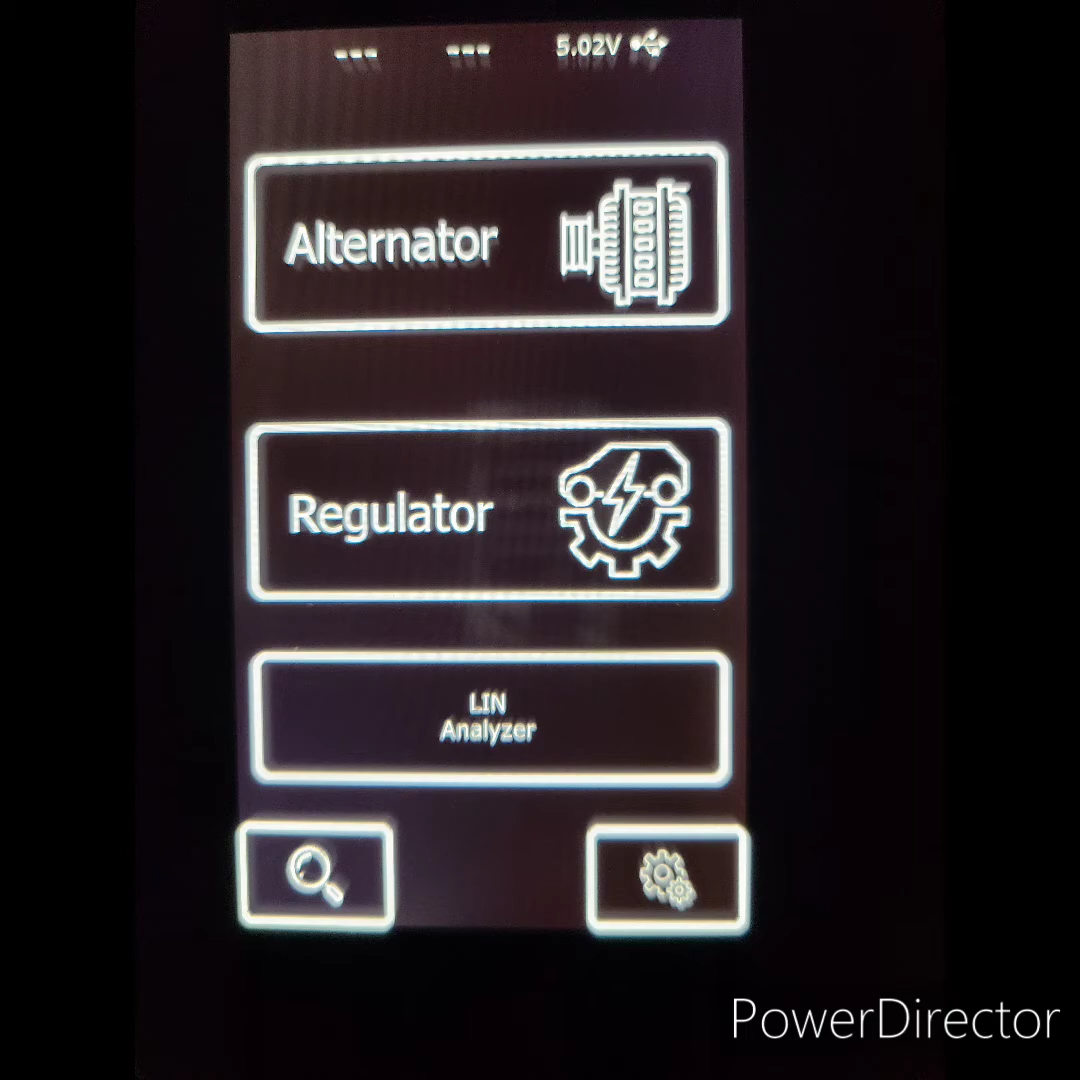 --- --- 5.02V
Alternator
Regulator
LIN
Analyzer
PowerDirector